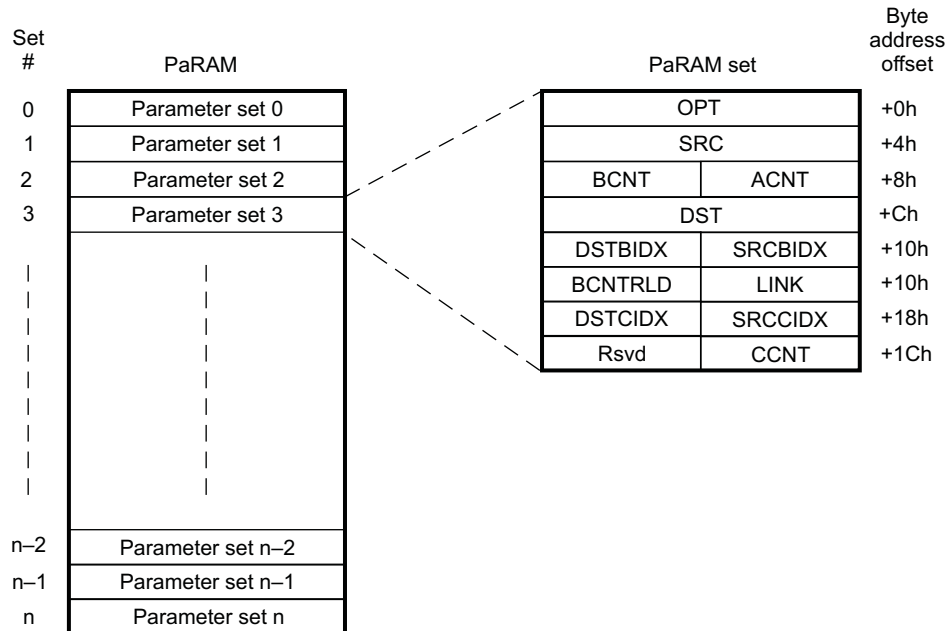 Set
#
PaRAM
PaRAM set
Byte
address
offset
0
Parameter set 0
OPT
+0h
1
Parameter set 1
SRC
+4h
2
Parameter set 2
BCNT
ACNT
+8h
3
Parameter set 3
DST
+Ch
DSTBIDX
SRCBIDX
+10h
BCNTRLD
LINK
+10h
DSTCIDX
SRCCIDX
+18h
Rsvd
CCNT
+1Ch
n–2
Parameter set n–2
n–1
Parameter set n–1
n
Parameter set n